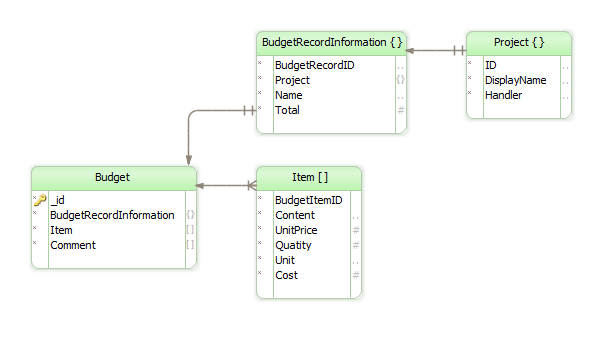 BudgetRecordInformation { }
BudgetRecordID ..
Project {}
Name ..
Total #
Project { }
ID ..
DisplayName ..
Handler ..
Budget
* _id
* BudgetRecordInformation {}
* Item []
* Comment []
Item [ ]
* BudgetItemID
* Content ..
* UnitPrice #
* Quatity #
* Unit ..
* Cost #